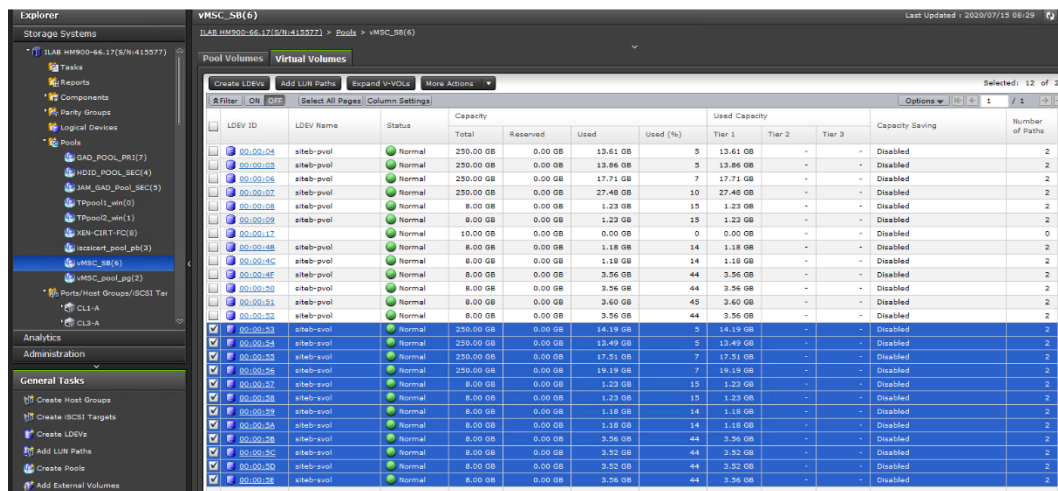 Explorer
Storage Systems
ILAB HM900-66.17(S/N:415577)
Tasks
Reports
Components
Parity Groups
Logical Devices
Pools
GAD_POOL_PRI(7)
HDID_POOL_SEC(4)
JAM_GAD_Pool_SEC(5)
TPpool1_win(0)
TPpool2_win(1)
XEN-CIRT-FC(8)
iscsicert_pool_pb(3)
vMSC_SB(6)
vMSC_pool_pg(2)
Ports/Host Groups/iSCSI Tar
CL1-A
CL3-A
Analytics
Administration
General Tasks
Create Host Groups
Create iSCSI Targets
Create LDEVs
Add LUN Paths
Create Pools
Add External Volumes
vMSC_SB(6)
Last Updated : 2020/07/15 08:29
ILAB HM900-66.17(S/N:415577) > Pools > vMSC_SB(6)
Pool Volumes Virtual Volumes
Create LDEVs Add LUN Paths Expand V-VOLs More Actions
Selected: 12 of 2
Filter ON OFF Select All Pages Column Settings Options 1 / 1
LDEV ID LDEV Name Status Capacity Used Capacity Capacity Saving Number of Paths
Total Reserved Used Used (%) Tier 1 Tier 2 Tier 3
00:00:04 siteb-pvol Normal 250.00 GB 0.00 GB 13.61 GB 5 13.61 GB - - Disabled 2
00:00:05 siteb-pvol Normal 250.00 GB 0.00 GB 13.86 GB 5 13.86 GB - - Disabled 2
00:00:06 siteb-pvol Normal 250.00 GB 0.00 GB 17.71 GB 7 17.71 GB - - Disabled 2
00:00:07 siteb-pvol Normal 250.00 GB 0.00 GB 27.48 GB 10 27.48 GB - - Disabled 2
00:00:08 siteb-pvol Normal 8.00 GB 0.00 GB 1.23 GB 15 1.23 GB - - Disabled 2
00:00:09 siteb-pvol Normal 8.00 GB 0.00 GB 1.23 GB 15 1.23 GB - - Disabled 2
00:00:17 Normal 10.00 GB 0.00 GB 0.00 GB 0 0.00 GB - - Disabled 0
00:00:4B siteb-pvol Normal 8.00 GB 0.00 GB 1.18 GB 14 1.18 GB - - Disabled 2
00:00:4C siteb-pvol Normal 8.00 GB 0.00 GB 1.18 GB 14 1.18 GB - - Disabled 2
00:00:4F siteb-pvol Normal 8.00 GB 0.00 GB 3.56 GB 44 3.56 GB - - Disabled 2
00:00:50 siteb-pvol Normal 8.00 GB 0.00 GB 3.56 GB 44 3.56 GB - - Disabled 2
00:00:51 siteb-pvol Normal 8.00 GB 0.00 GB 3.60 GB 45 3.60 GB - - Disabled 2
00:00:52 siteb-pvol Normal 8.00 GB 0.00 GB 3.56 GB 44 3.56 GB - - Disabled 2
00:00:53 siteb-svol Normal 250.00 GB 0.00 GB 14.19 GB 5 14.19 GB - - Disabled 2
00:00:54 siteb-svol Normal 250.00 GB 0.00 GB 13.49 GB 5 13.49 GB - - Disabled 2
00:00:55 siteb-svol Normal 250.00 GB 0.00 GB 17.51 GB 7 17.51 GB - - Disabled 2
00:00:56 siteb-svol Normal 250.00 GB 0.00 GB 19.19 GB 7 19.19 GB - - Disabled 2
00:00:57 siteb-svol Normal 8.00 GB 0.00 GB 1.23 GB 15 1.23 GB - - Disabled 2
00:00:58 siteb-svol Normal 8.00 GB 0.00 GB 1.23 GB 15 1.23 GB - - Disabled 2
00:00:59 siteb-svol Normal 8.00 GB 0.00 GB 1.18 GB 14 1.18 GB - - Disabled 2
00:00:5A siteb-svol Normal 8.00 GB 0.00 GB 1.18 GB 14 1.18 GB - - Disabled 2
00:00:5B siteb-svol Normal 8.00 GB 0.00 GB 3.56 GB 44 3.56 GB - - Disabled 2
00:00:5C siteb-svol Normal 8.00 GB 0.00 GB 3.52 GB 44 3.52 GB - - Disabled 2
00:00:5D siteb-svol Normal 8.00 GB 0.00 GB 3.52 GB 44 3.52 GB - - Disabled 2
00:00:5E siteb-svol Normal 8.00 GB 0.00 GB 3.56 GB 44 3.56 GB - - Disabled 2